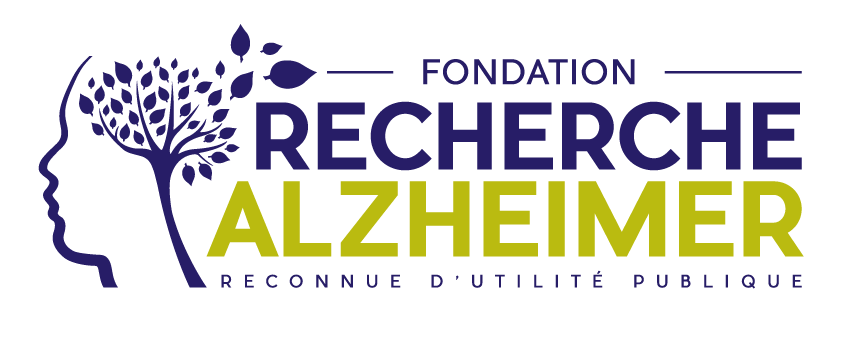 FONDATION
RECHERCHE
ALZHEIMER
RECONNUE D'UTILITÉ PUBLIQUE